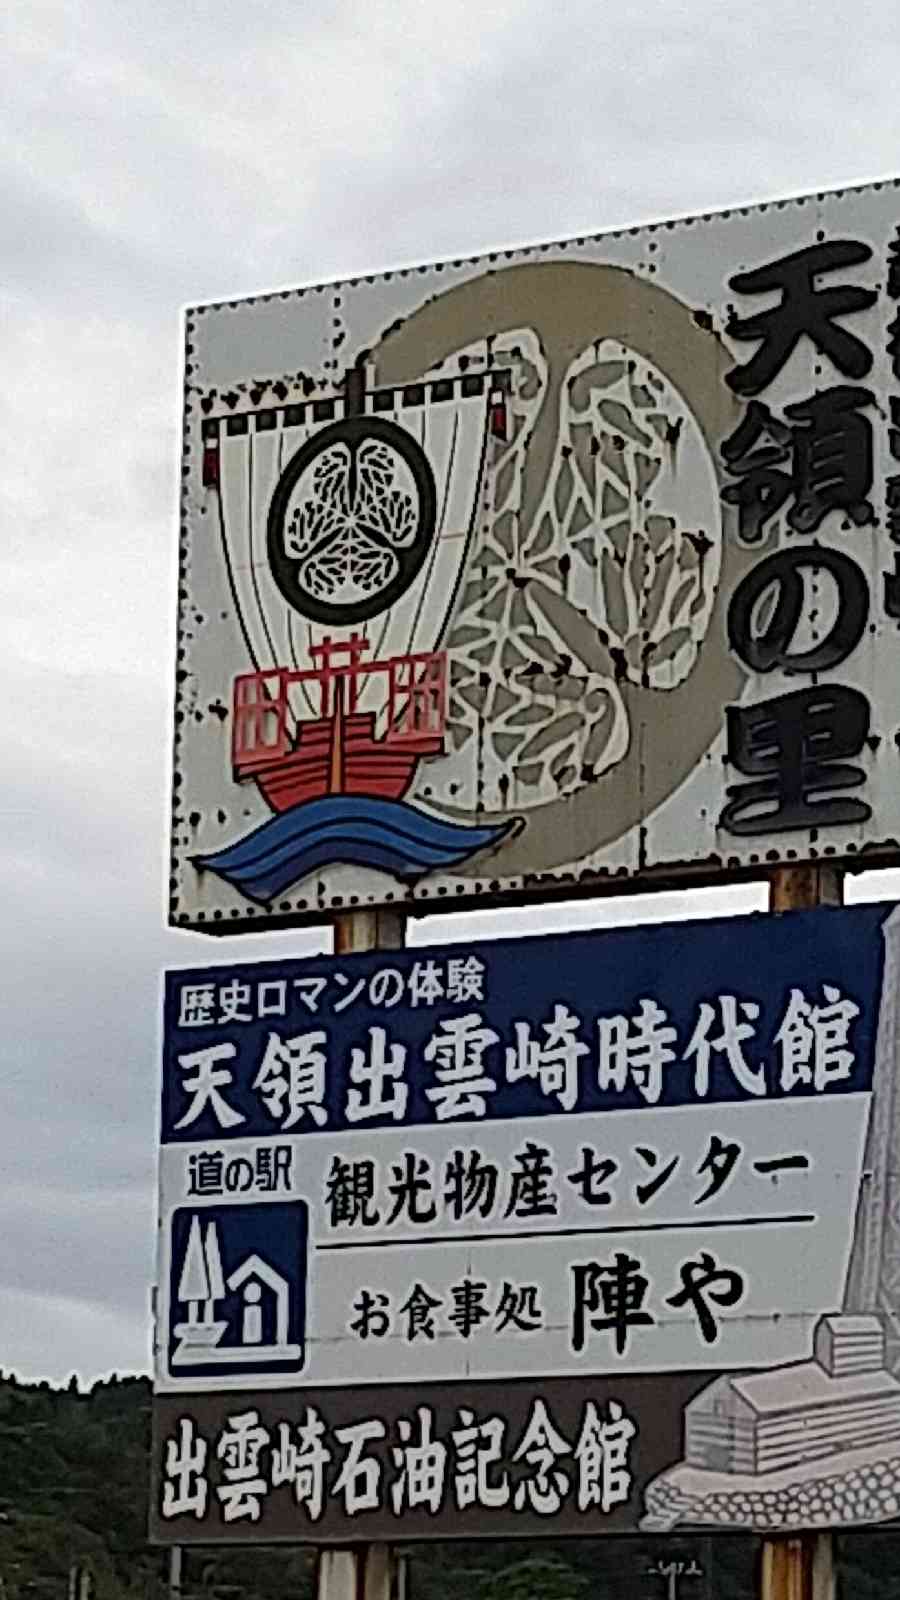 天領の里
歴史ロマンの体験
天領出雲崎時代館
道の駅
観光物産センター
お食事処 陣や
出雲崎石油記念館